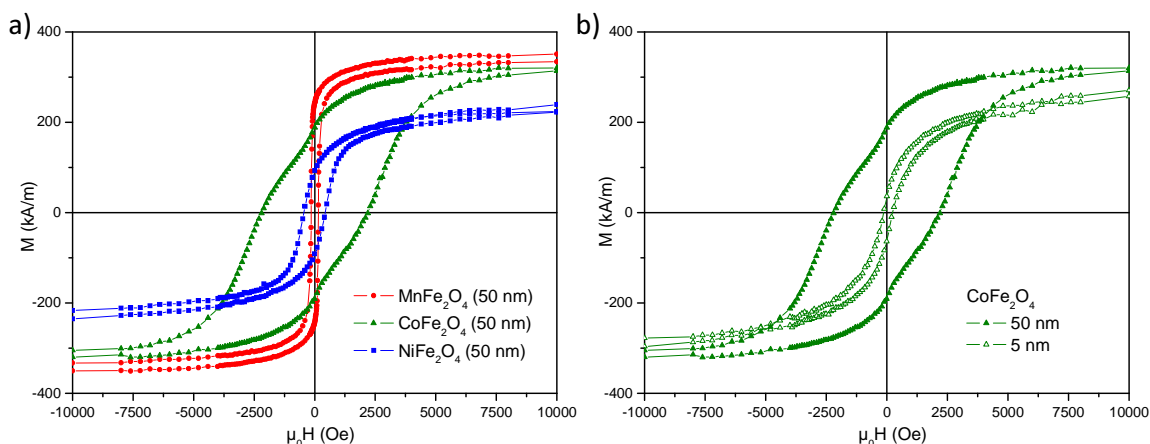 a)
400
200
0
-200
-400
M (kA/m)
MnFe₂O₄ (50 nm)
CoFe₂O₄ (50 nm)
NiFe₂O₄ (50 nm)
-10000 -7500 -5000 -2500 0 2500 5000 7500 10000
μ₀H (Oe)
b)
400
200
0
-200
-400
M (kA/m)
CoFe₂O₄
50 nm
5 nm
-10000 -7500 -5000 -2500 0 2500 5000 7500 10000
μ₀H (Oe)